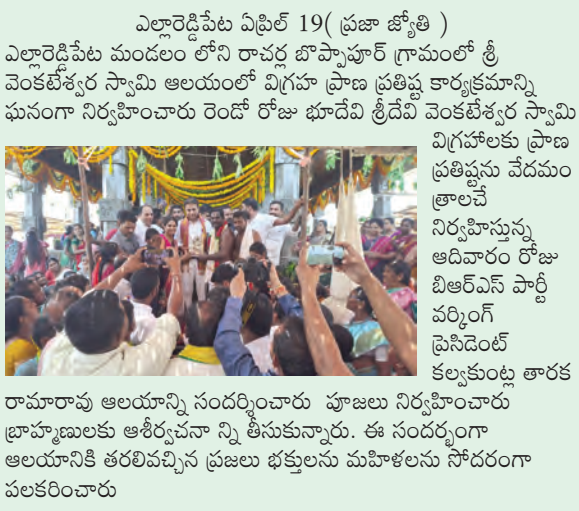 ఎల్లారెడ్డిపేట ఏప్రిల్ 19( ప్రజా జ్యోతి )
ఎల్లారెడ్డిపేట మండలం లోని రాచర్ల బొప్పాపూర్ గ్రామంలో శ్రీ
వెంకటేశ్వర స్వామి ఆలయంలో విగ్రహ ప్రాణ ప్రతిష్ట కార్యక్రమాన్ని
ఘనంగా నిర్వహించారు రెండో రోజు భూదేవి శ్రీదేవి వెంకటేశ్వర స్వామి
విగ్రహాలకు ప్రాణ
ప్రతిష్టను వేదమం
త్రాలచే
నిర్వహిస్తున్న
ఆదివారం రోజు
బిఆర్ఎస్ పార్టీ
వర్కింగ్
ప్రెసిడెంట్
కల్వకుంట్ల తారక
రామారావు ఆలయాన్ని సందర్శించారు పూజలు నిర్వహించారు
బ్రాహ్మణులకు ఆశీర్వచనా న్ని తీసుకున్నారు. ఈ సందర్భంగా
ఆలయానికి తరలివచ్చిన ప్రజలు భక్తులను మహిళలను సోదరంగా
పలకరించారు